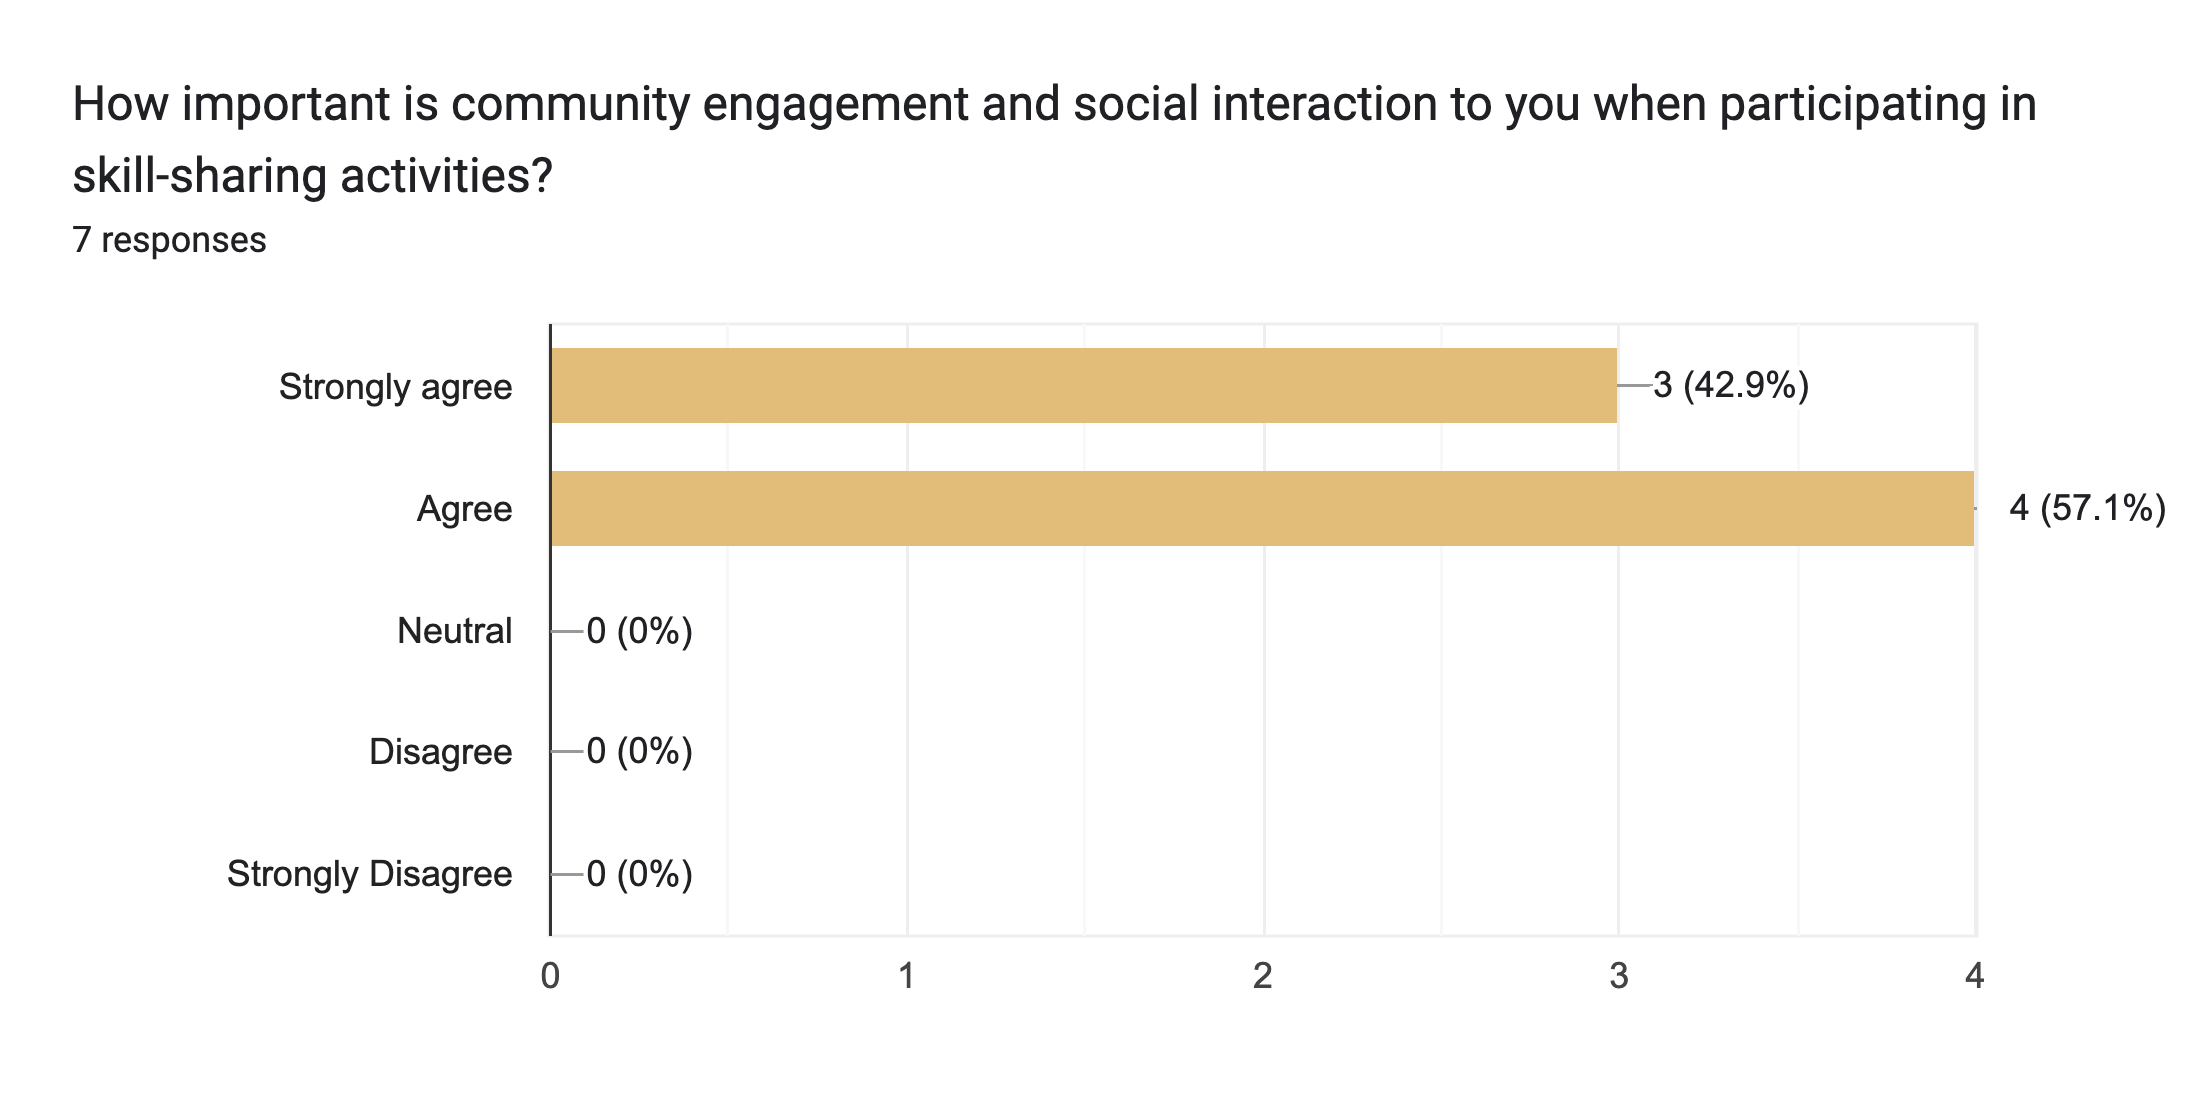 How important is community engagement and social interaction to you when participating in
skill-sharing activities?
7 responses
Strongly agree
3 (42.9%)
Agree
4 (57.1%)
Neutral
0 (0%)
Disagree
0 (0%)
Strongly Disagree
0 (0%)
0 1 2 3 4